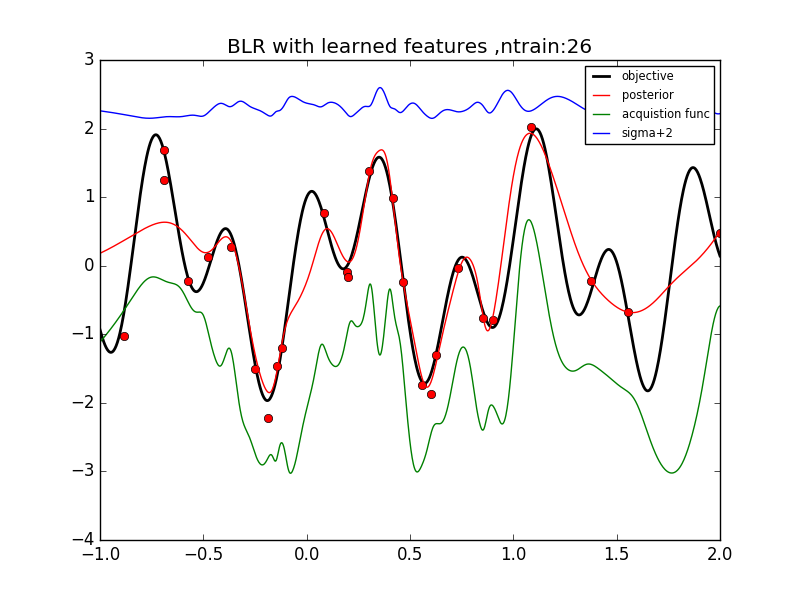 BLR with learned features ,ntrain:26
3
2
1
0
−1
−2
−3
−4
−1.0 −0.5 0.0 0.5 1.0 1.5 2.0
objective
posterior
acquistion func
sigma+2